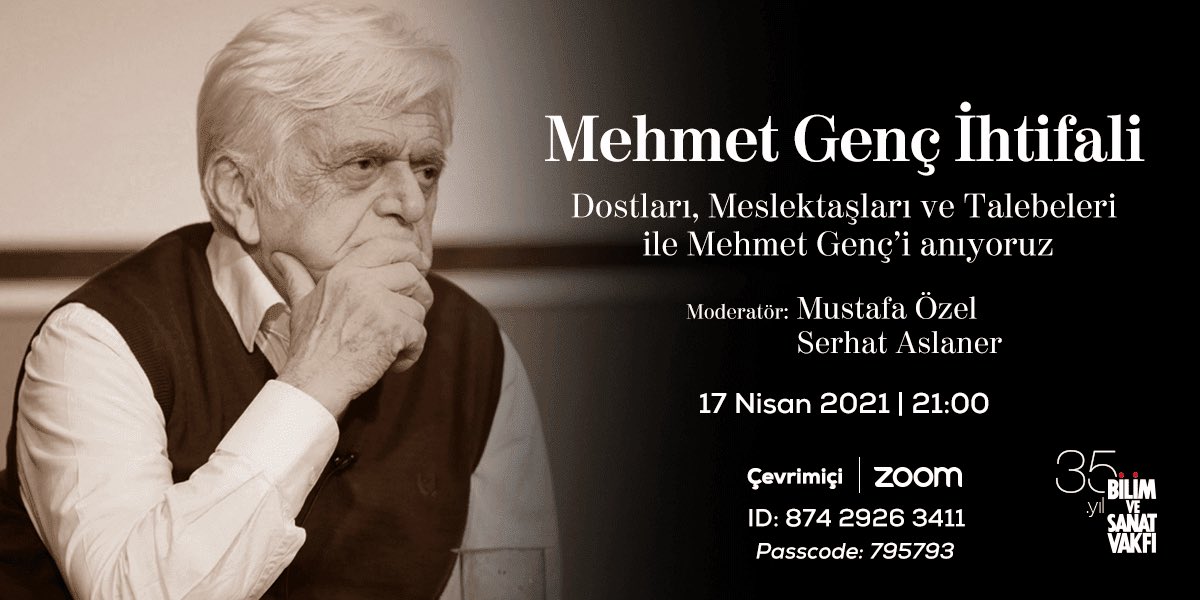 Mehmet Genç İhtifali
Dostları, Meslektaşları ve Talebeleri
ile Mehmet Genç’i anıyoruz
Moderatör: Mustafa Özel
Serhat Aslaner
17 Nisan 2021 | 21:00
Çevrimiçi | zoom
ID: 874 2926 3411
Passcode: 795793
35
.yıl
BİLİM
VE
SANAT
VAKFI